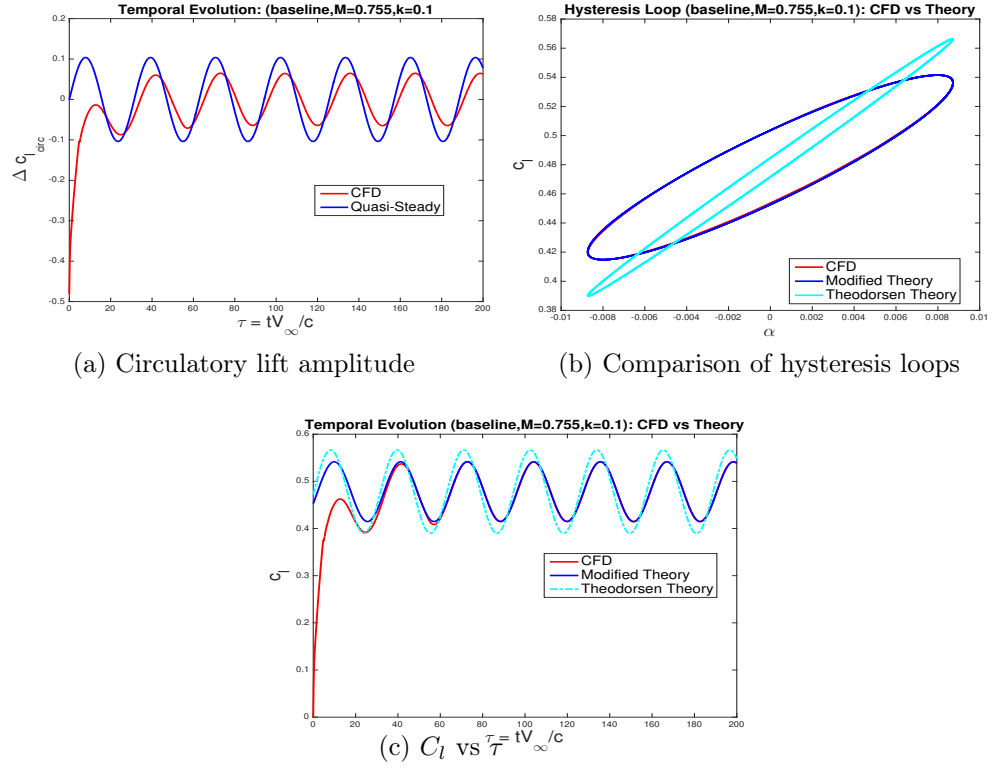 Temporal Evolution: (baseline,M=0.755,k=0.1
0.2
0.1
0
-0.1
-0.2
-0.3
-0.4
-0.5
Δ c_l_circ
CFD
Quasi-Steady
0 20 40 60 80 100 120 140 160 180 200
τ = tV_∞/c
(a) Circulatory lift amplitude
Hysteresis Loop (baseline,M=0.755,k=0.1): CFD vs Theory
0.58
0.56
0.54
0.52
0.5
0.48
0.46
0.44
0.42
0.4
0.38
c_l
CFD
Modified Theory
Theodorsen Theory
-0.01 -0.008 -0.006 -0.004 -0.002 0 0.002 0.004 0.006 0.008 0.01
α
(b) Comparison of hysteresis loops
Temporal Evolution (baseline,M=0.755,k=0.1): CFD vs Theory
0.6
0.5
0.4
0.3
0.2
0.1
0
c_l
CFD
Modified Theory
Theodorsen Theory
0 20 40 60 80 100 120 140 160 180 200
τ = tV_∞/c
(c) C_l vs τ